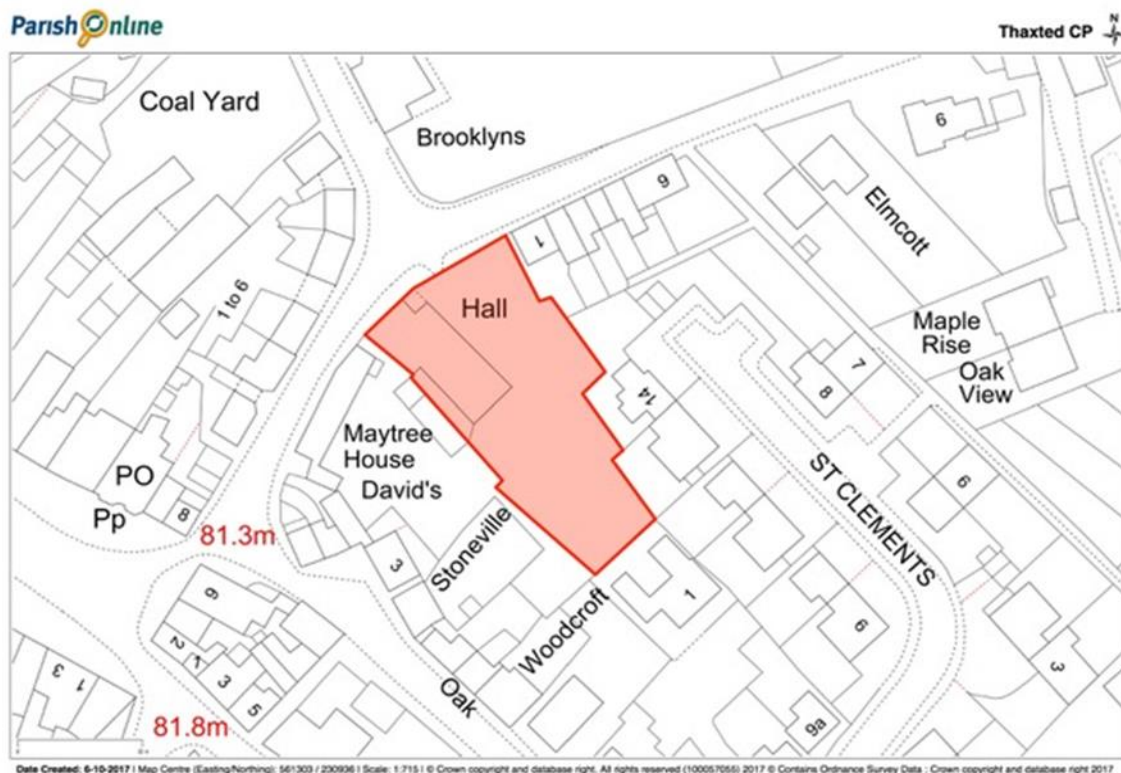 Parish Online
Thaxted CP
N
Coal Yard
Brooklyns
6
9
Elmcott
1
1 to 6
Hall
Maple
Rise
Oak
View
7
8
14
Maytree
House
David's
PO
8
Pp
81.3m
ST CLEMENTS
Stoneville
3
9
6
2
1
3
5
Woodcroft
1
9
3
Oak
9a
3
1
81.8m
Date Created: 6-10-2017 | Map Centre (Easting/Northing): 561303 / 230936 | Scale: 1:715 | © Crown copyright and database right. All rights reserved (100057055) 2017 © Contains Ordnance Survey Data : Crown copyright and database right 2017